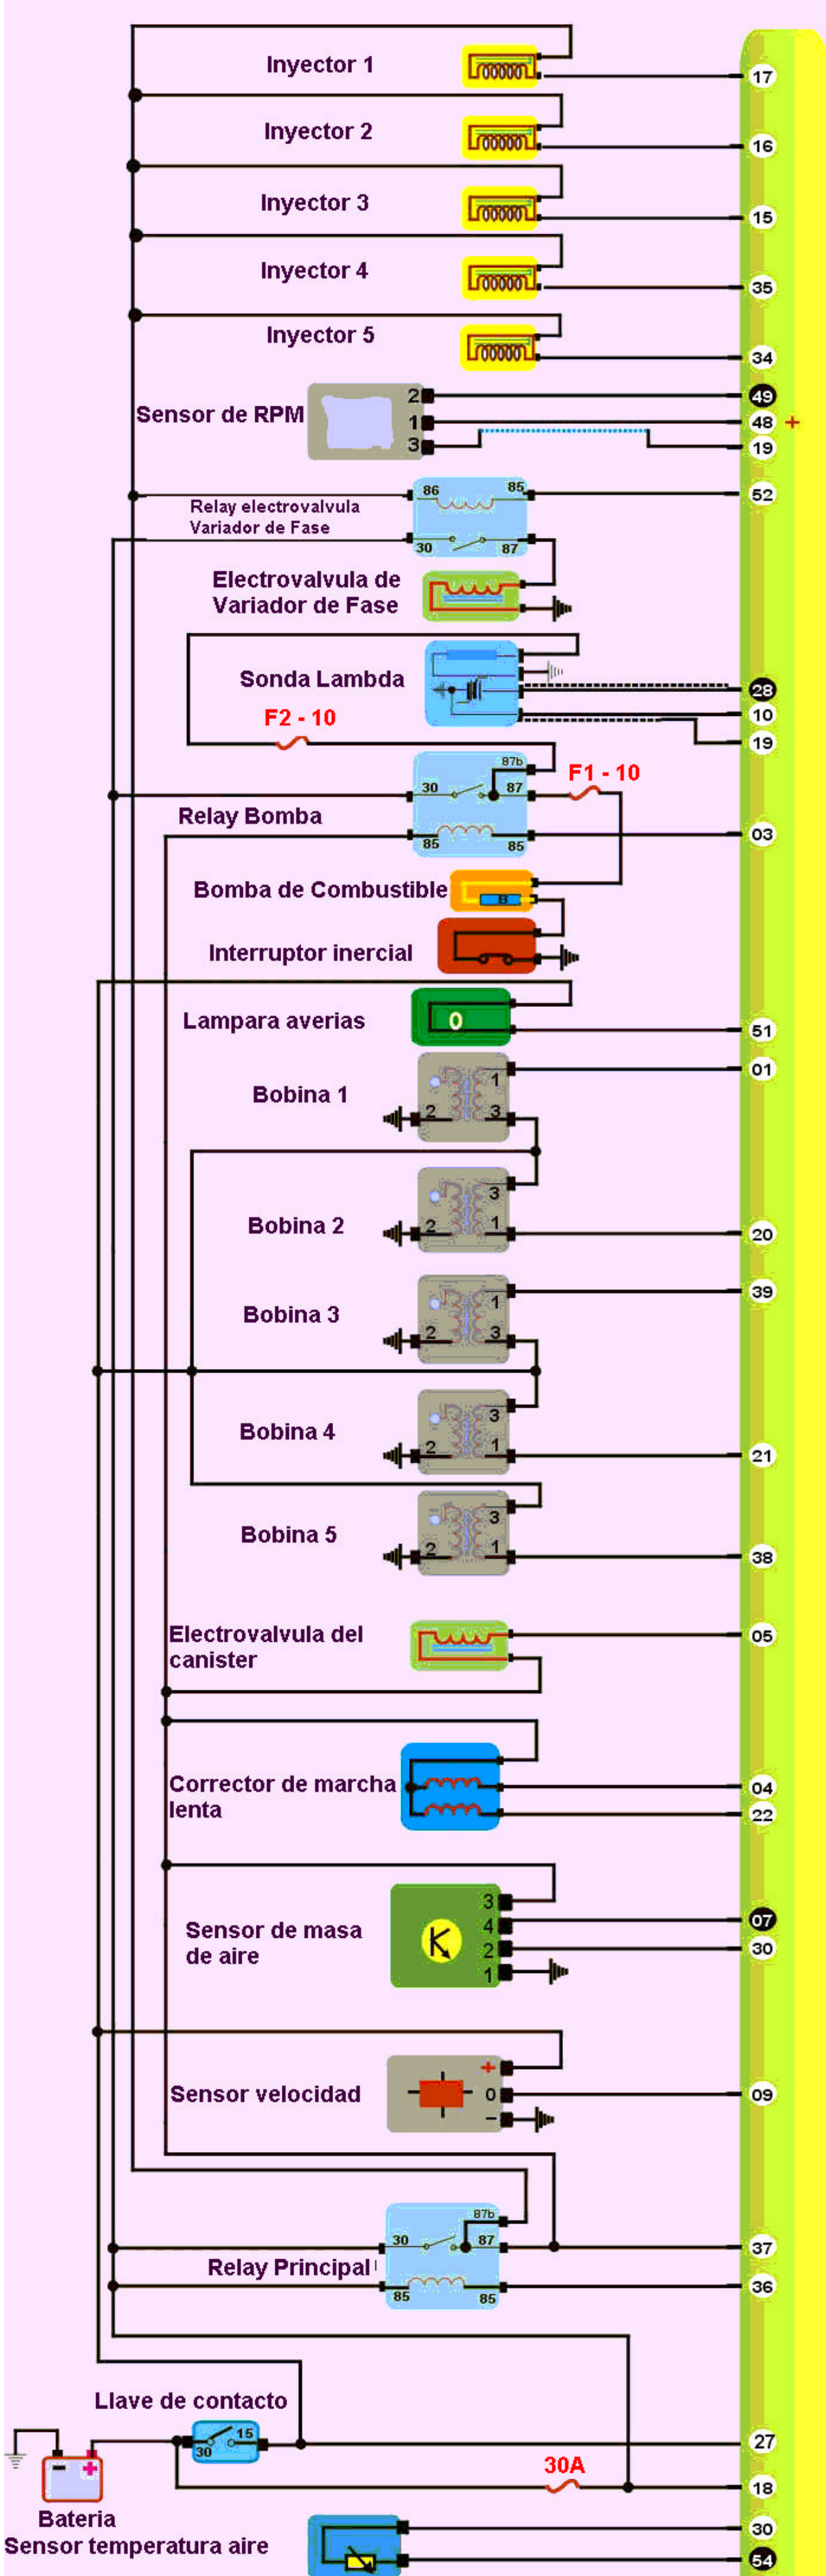 Inyector 1
17
Inyector 2
16
Inyector 3
15
Inyector 4
35
Inyector 5
34
Sensor de RPM
2
49
1
48 +
3
19
86
85
52
Relay electrovalvula
Variador de Fase
30
87
Electrovalvula de
Variador de Fase
Sonda Lambda
28
10
19
F2 - 10
87b
F1 - 10
30
87
Relay Bomba
85
85
03
Bomba de Combustible
B
Interruptor inercial
Lampara averias
0
51
Bobina 1
1
01
2
3
Bobina 2
3
2
1
20
Bobina 3
1
39
2
3
Bobina 4
3
2
1
21
Bobina 5
3
2
1
38
Electrovalvula del
canister
05
Corrector de marcha
lenta
04
22
Sensor de masa
de aire
3
4
07
2
30
1
K
Sensor velocidad
+
0
09
−
87b
30
87
37
Relay Principal
85
85
36
Llave de contacto
30
15
27
30A
18
− +
Bateria
Sensor temperatura aire
30
54